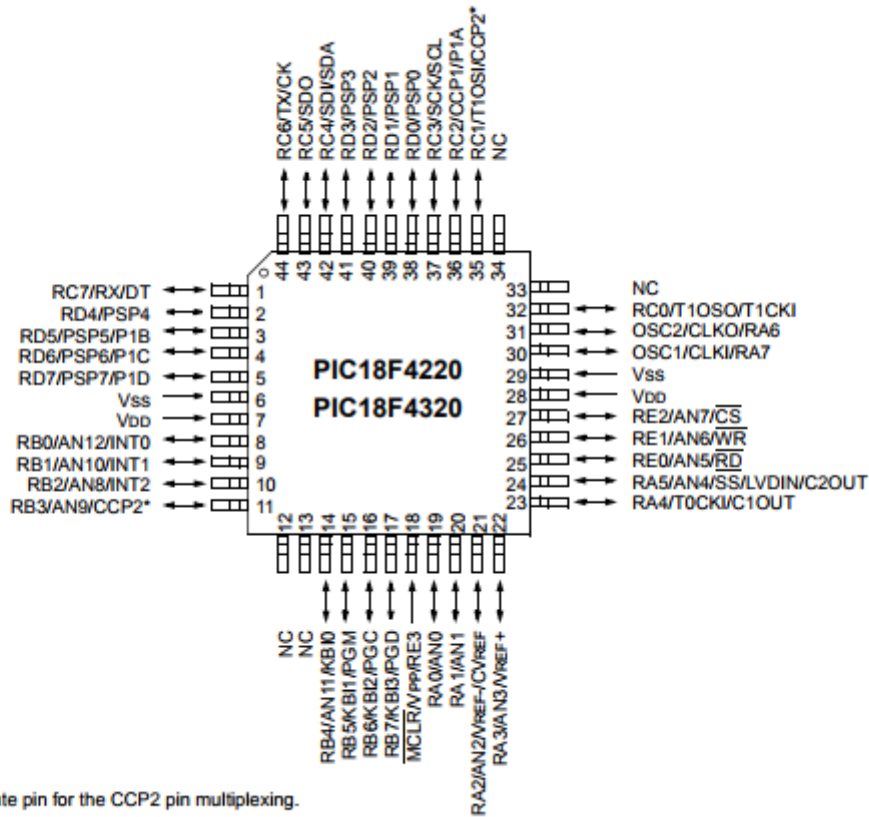 RC6/TX/CK
RC5/SDO
RC4/SDI/SDA
RD3/PSP3
RD2/PSP2
RD1/PSP1
RD0/PSP0
RC3/SCK/SCL
RC2/CCP1/P1A
RC1/T1OSI/CCP2*
NC
44 43 42 41 40 39 38 37 36 35 34
RC7/RX/DT 1
RD4/PSP4 2
RD5/PSP5/P1B 3
RD6/PSP6/P1C 4
RD7/PSP7/P1D 5
VSS 6
VDD 7
RB0/AN12/INT0 8
RB1/AN10/INT1 9
RB2/AN8/INT2 10
RB3/AN9/CCP2* 11
PIC18F4220
PIC18F4320
33 NC
32 RC0/T1OSO/T1CKI
31 OSC2/CLKO/RA6
30 OSC1/CLKI/RA7
29 VSS
28 VDD
27 RE2/AN7/CS
26 RE1/AN6/WR
25 RE0/AN5/RD
24 RA5/AN4/SS/LVDIN/C2OUT
23 RA4/T0CKI/C1OUT
12 13 14 15 16 17 18 19 20 21 22
NC
NC
RB4/AN11/KBI0
RB5/KBI1/PGM
RB6/KBI2/PGC
RB7/KBI3/PGD
MCLR/VPP/RE3
RA0/AN0
RA1/AN1
RA2/AN2/VREF-/CVREF
RA3/AN3/VREF+
te pin for the CCP2 pin multiplexing.